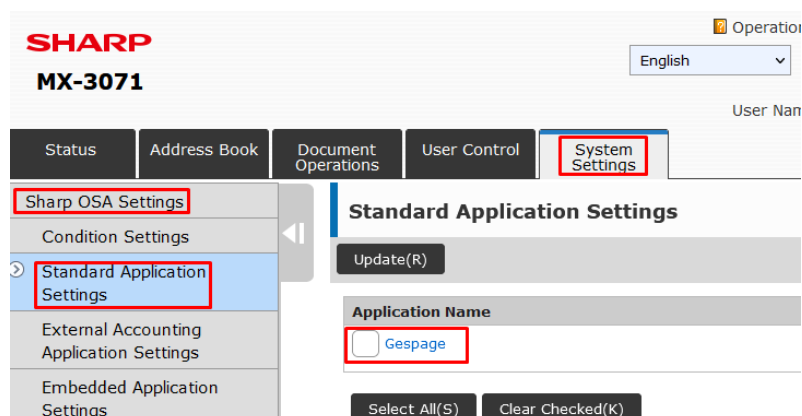 Operation
SHARP
English
MX-3071
User Nam
Status
Address Book
Document
Operations
User Control
System
Settings
Sharp OSA Settings
Condition Settings
Standard Application
Settings
External Accounting
Application Settings
Embedded Application
Settings
Standard Application Settings
Update(R)
Application Name
Gespage
Select All(S)
Clear Checked(K)